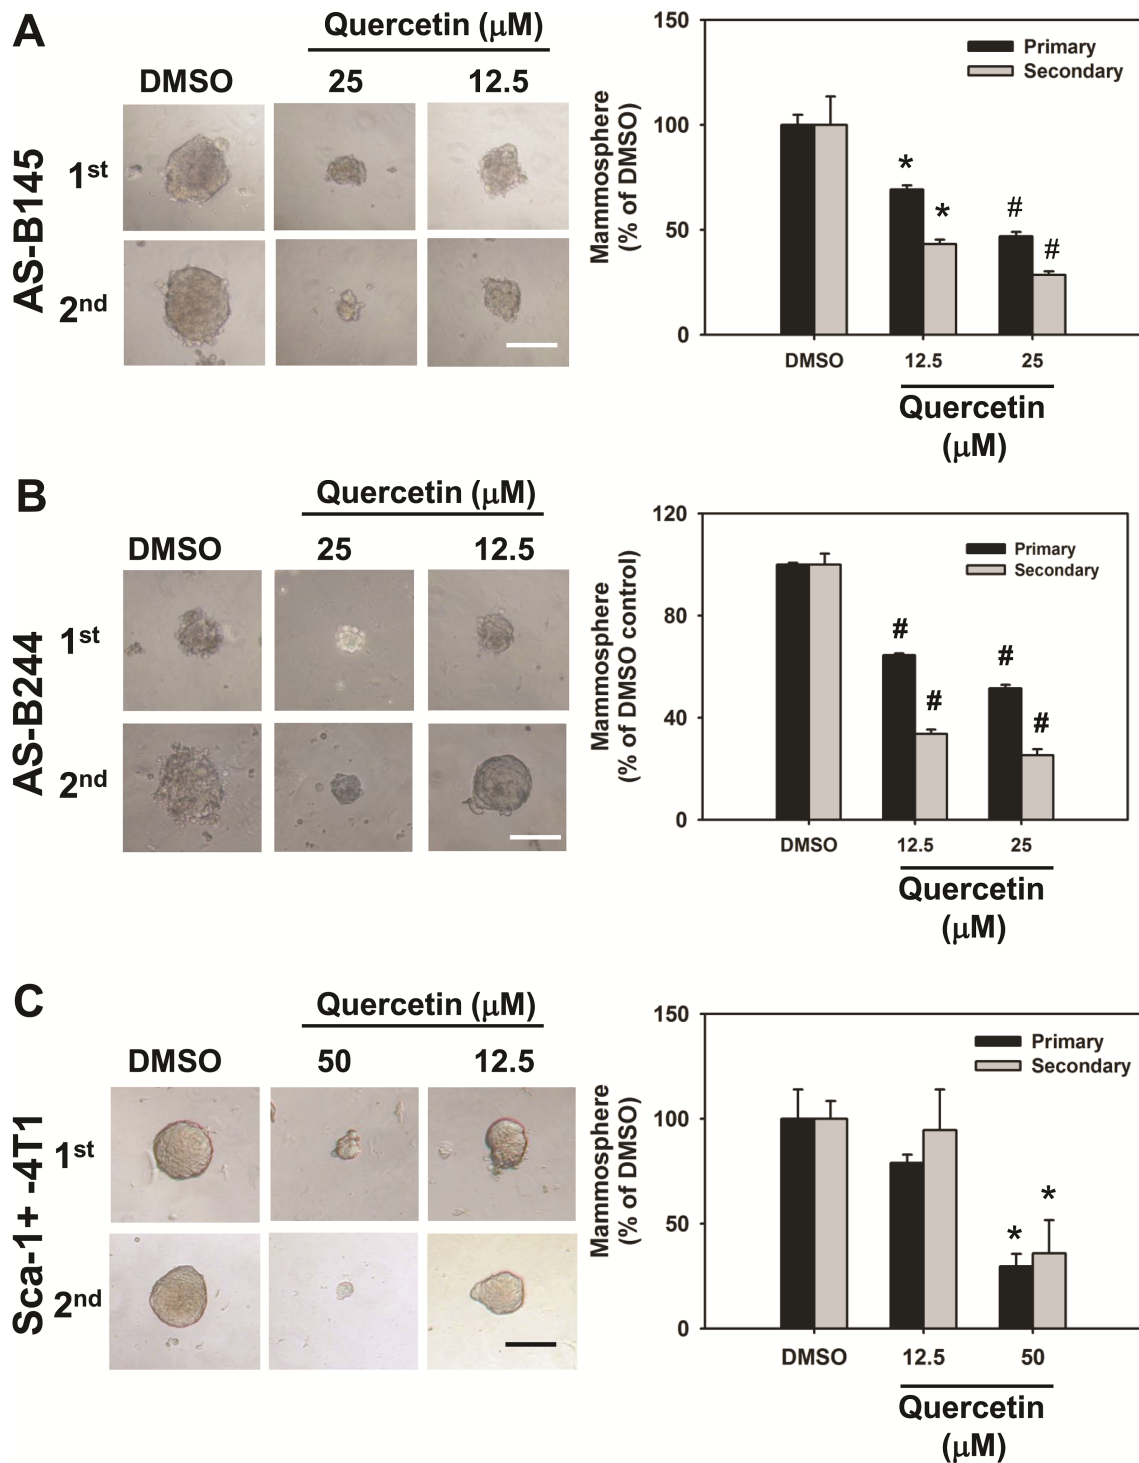 A
Quercetin (μM)
DMSO 25 12.5
AS-B145
1st
2nd
150
100
50
0
Mammosphere
(% of DMSO)
Primary
Secondary
*
*
#
#
DMSO 12.5 25
Quercetin
(μM)
B
Quercetin (μM)
DMSO 25 12.5
AS-B244
1st
2nd
120
80
40
0
Mammosphere
(% of DMSO control)
Primary
Secondary
#
#
#
#
DMSO 12.5 25
Quercetin
(μM)
C
Quercetin (μM)
DMSO 50 12.5
Sca-1+ -4T1
1st
2nd
150
100
50
0
Mammosphere
(% of DMSO)
Primary
Secondary
*
*
DMSO 12.5 50
Quercetin
(μM)